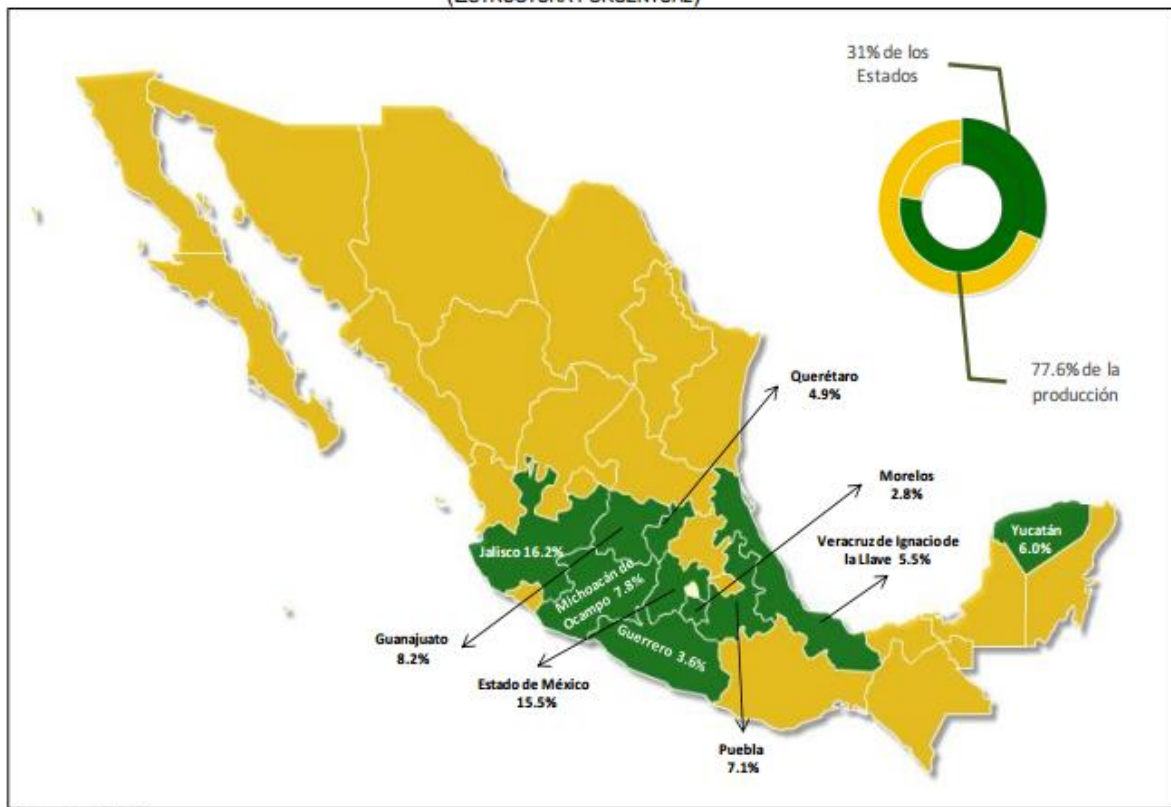 31% de los
Estados
77.6% de la
producción
Querétaro
4.9%
Morelos
2.8%
Veracruz de Ignacio de
la Llave 5.5%
Yucatán
6.0%
Jalisco 16.2%
Michoacán de
Ocampo 7.8%
Guerrero 3.6%
Guanajuato
8.2%
Estado de México
15.5%
Puebla
7.1%